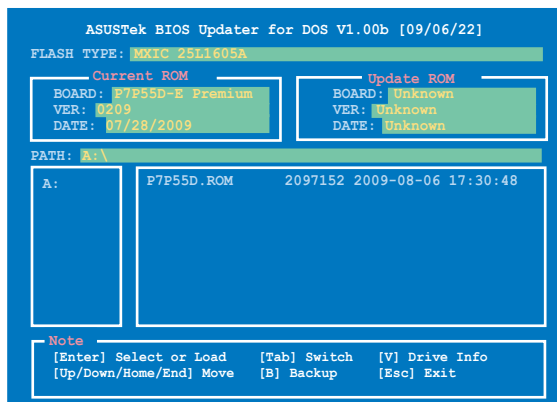 ASUSTek BIOS Updater for DOS V1.00b [09/06/22]
FLASH TYPE: MXIC 25L1605A
Current ROM
BOARD: P7P55D-E Premium
VER: 0209
DATE: 07/28/2009
Update ROM
BOARD: Unknown
VER: Unknown
DATE: Unknown
PATH: A:\
A:
P7P55D.ROM 2097152 2009-08-06 17:30:48
Note
[Enter] Select or Load [Tab] Switch [V] Drive Info
[Up/Down/Home/End] Move [B] Backup [Esc] Exit